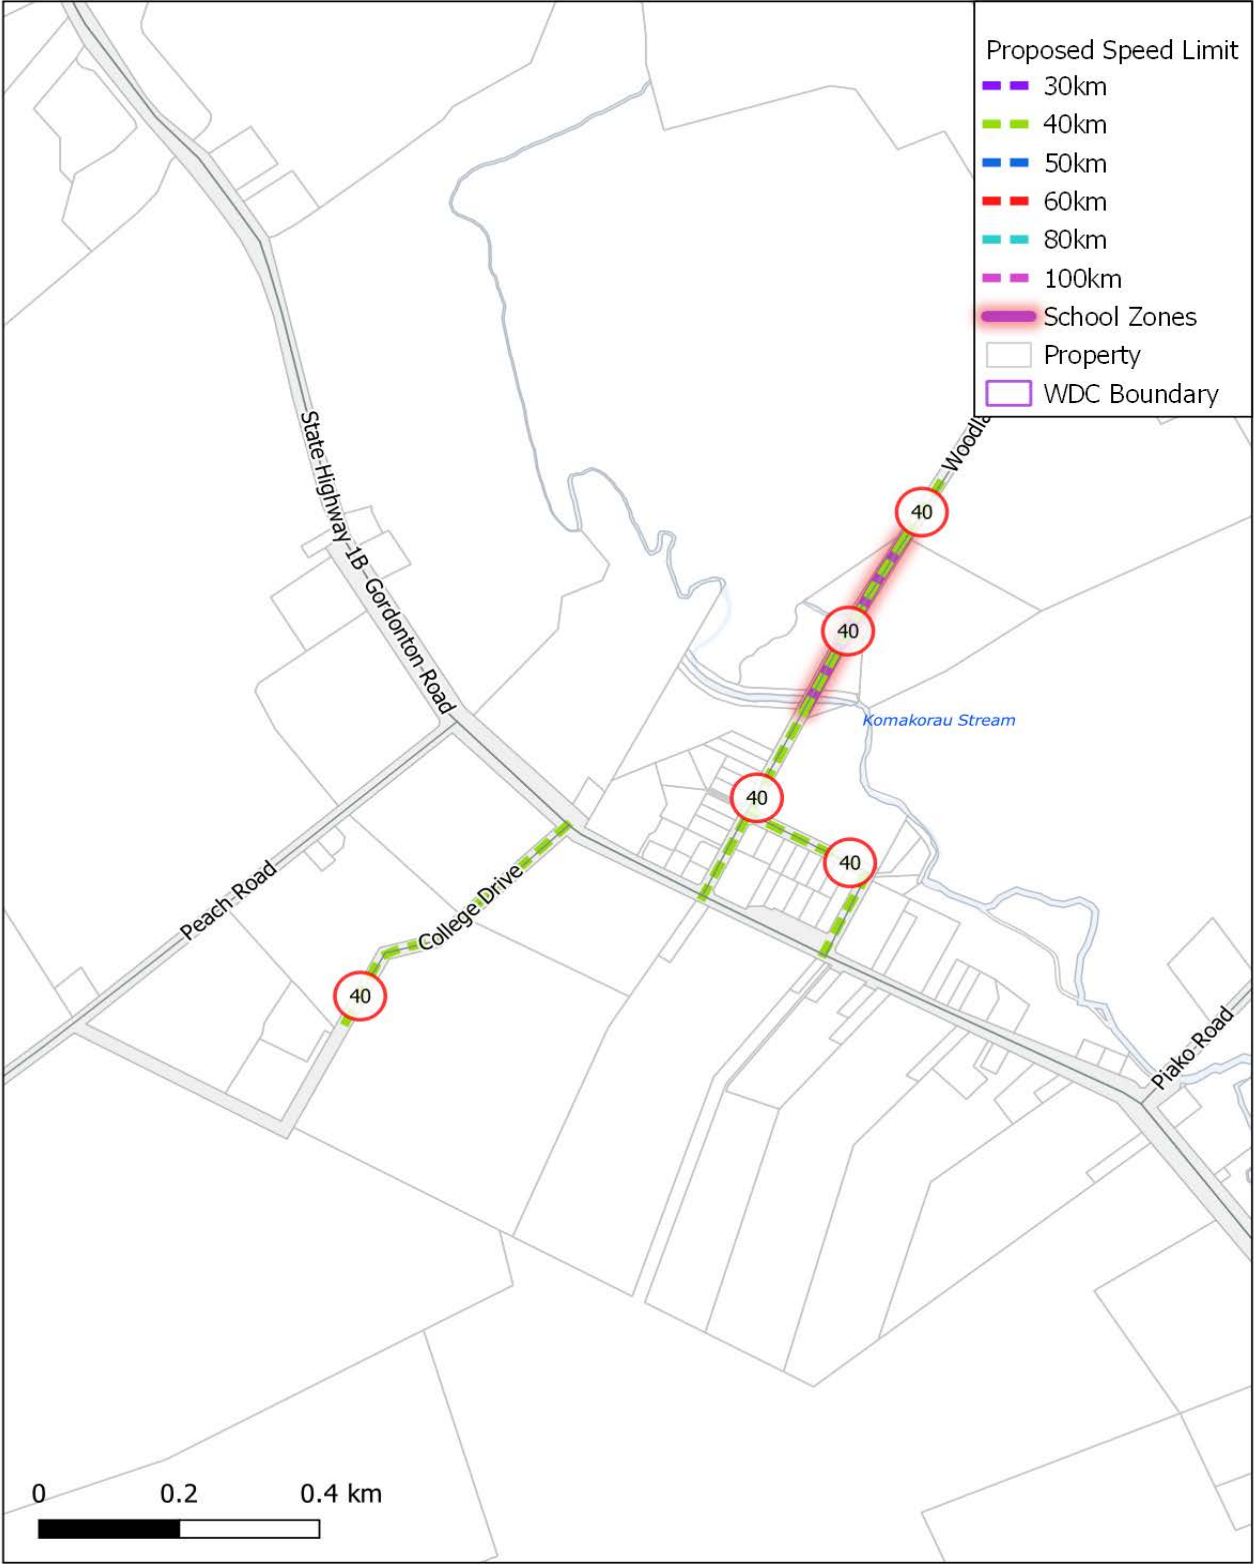 Proposed Speed Limit
30km
40km
50km
60km
80km
100km
School Zones
Property
WDC Boundary
State-Highway-1B-Gordonton-Road
Woodla
40
40
Komakorau Stream
40
40
Peach-Road
College-Drive
40
Piako-Road
0 0.2 0.4 km